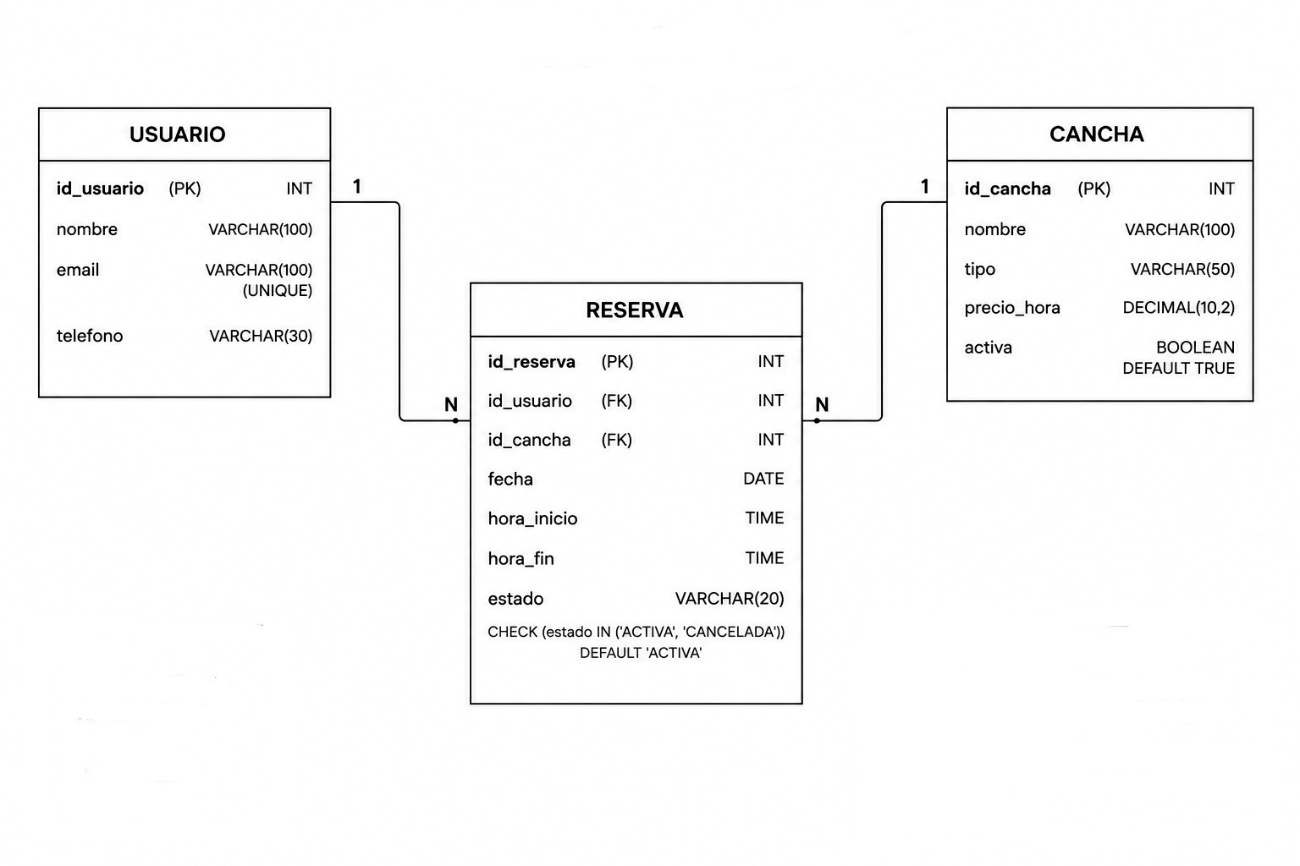 USUARIO
id_usuario (PK) INT
nombre VARCHAR(100)
email VARCHAR(100)
(UNIQUE)
telefono VARCHAR(30)
1
N
RESERVA
id_reserva (PK) INT
id_usuario (FK) INT
id_cancha (FK) INT
fecha DATE
hora_inicio TIME
hora_fin TIME
estado VARCHAR(20)
CHECK (estado IN ('ACTIVA', 'CANCELADA'))
DEFAULT 'ACTIVA'
1
N
CANCHA
id_cancha (PK) INT
nombre VARCHAR(100)
tipo VARCHAR(50)
precio_hora DECIMAL(10,2)
activa BOOLEAN
DEFAULT TRUE